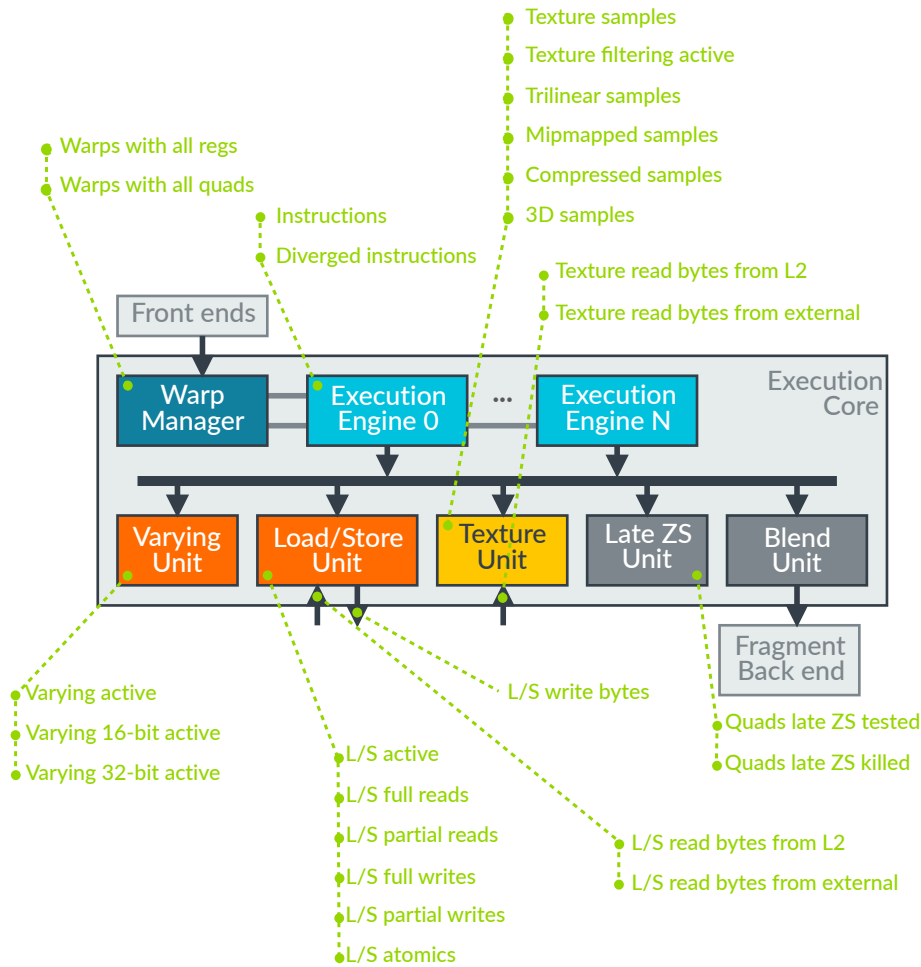 Texture samples
Texture filtering active
Trilinear samples
Mipmapped samples
Compressed samples
3D samples
Warps with all regs
Warps with all quads
Instructions
Diverged instructions
Texture read bytes from L2
Texture read bytes from external
Front ends
Execution
Core
Warp
Manager
Execution
Engine 0
...
Execution
Engine N
Varying
Unit
Load/Store
Unit
Texture
Unit
Late ZS
Unit
Blend
Unit
Fragment
Back end
Varying active
Varying 16-bit active
Varying 32-bit active
L/S write bytes
Quads late ZS tested
Quads late ZS killed
L/S active
L/S full reads
L/S partial reads
L/S full writes
L/S partial writes
L/S atomics
L/S read bytes from L2
L/S read bytes from external